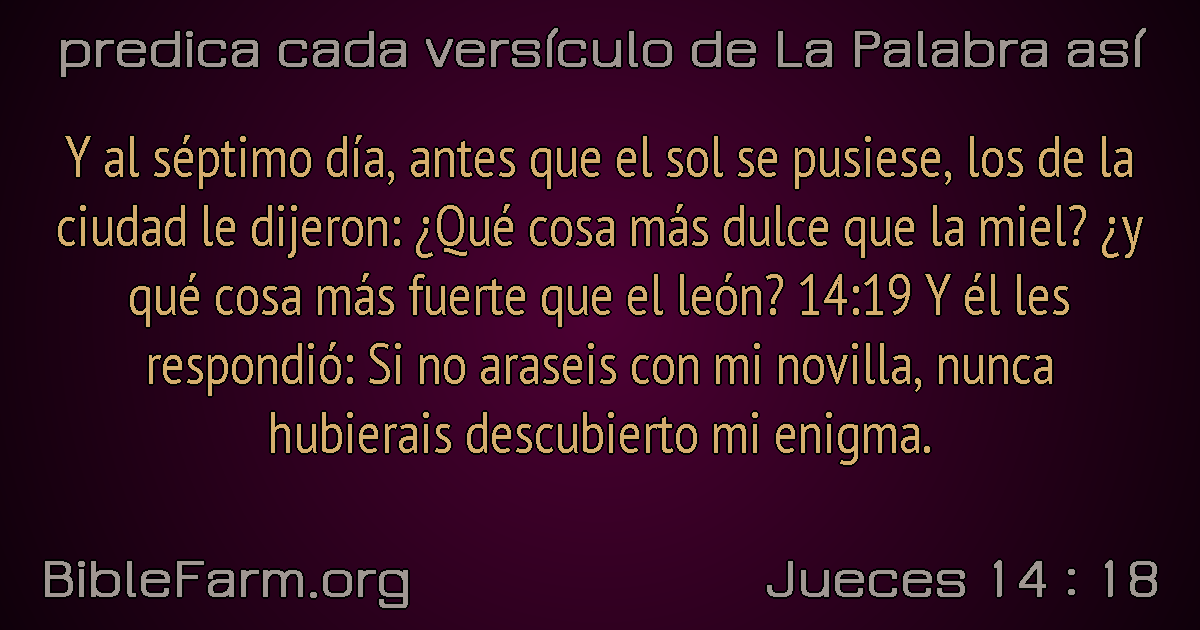 predica cada versículo de La Palabra así
Y al séptimo día, antes que el sol se pusiese, los de la
ciudad le dijeron: ¿Qué cosa más dulce que la miel? ¿y
qué cosa más fuerte que el león? 14:19 Y él les
respondió: Si no araseis con mi novilla, nunca
hubierais descubierto mi enigma.
BibleFarm.org
Jueces 14 : 18